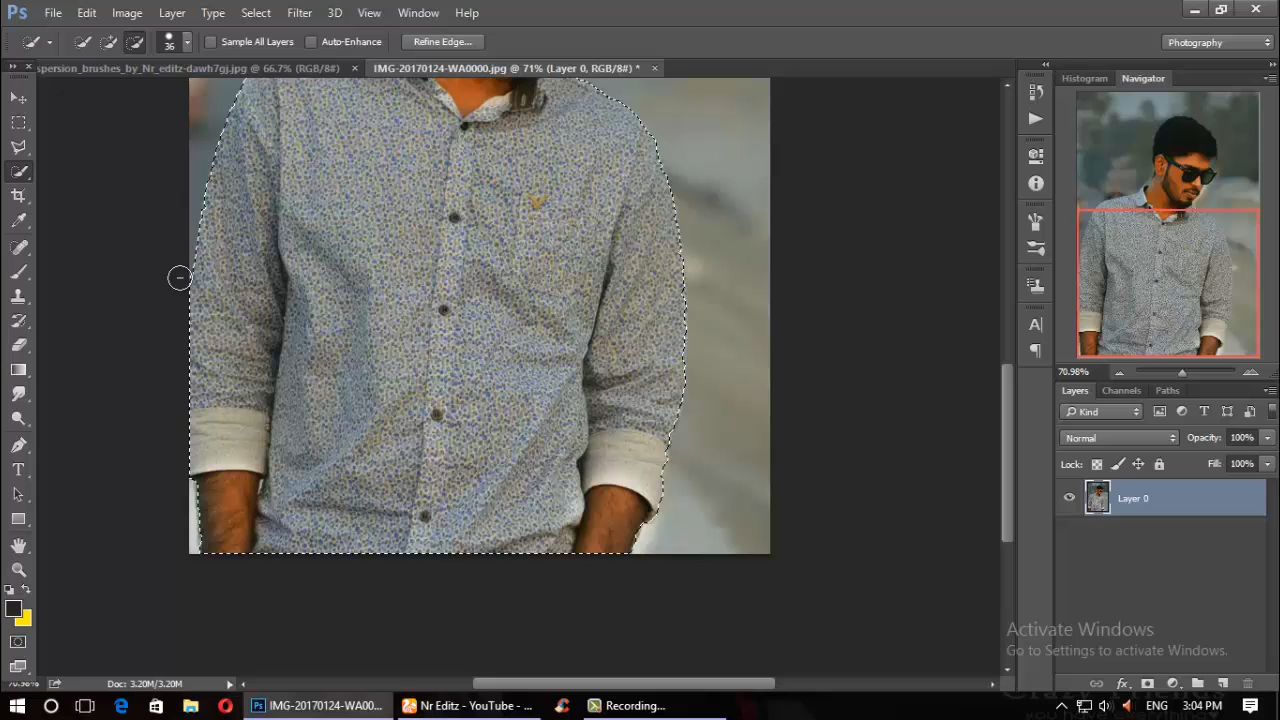 Ps File Edit Image Layer Type Select Filter 3D View Window Help
36 Sample All Layers Auto-Enhance Refine Edge... Photography
spersion_brushes_by_Nr_editz-dawh7gj.jpg @ 66.7% (RGB/8#) × IMG-20170124-WA0000.jpg @ 71% (Layer 0, RGB/8#) * ×
Histogram Navigator
70.98%
Layers Channels Paths
Kind
Normal Opacity: 100%
Lock: Fill: 100%
Layer 0
Activate Windows
Go to Settings to activate Windows.
70.98% Doc: 3.20M/3.20M
Crazy Friends
IMG-20170124-WA00... Nr Editz - YouTube - ... Recording... ENG 3:04 PM